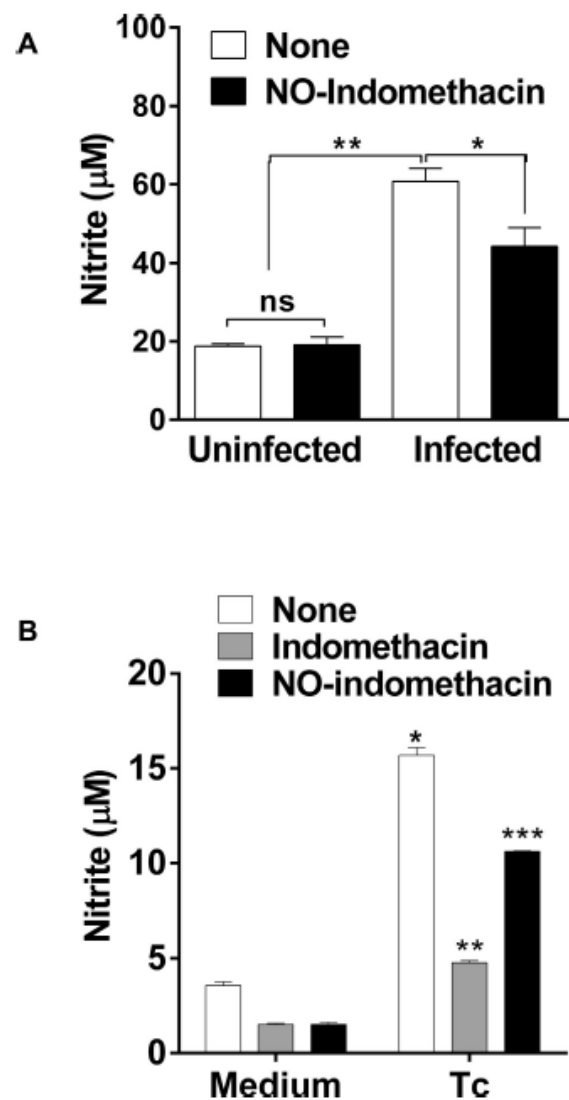 A
None
NO-Indomethacin
Nitrite (μM)
100
80
60
40
20
0
** *
ns
Uninfected Infected
B
None
Indomethacin
NO-indomethacin
Nitrite (μM)
20
15
10
5
0
*
***
**
Medium Tc